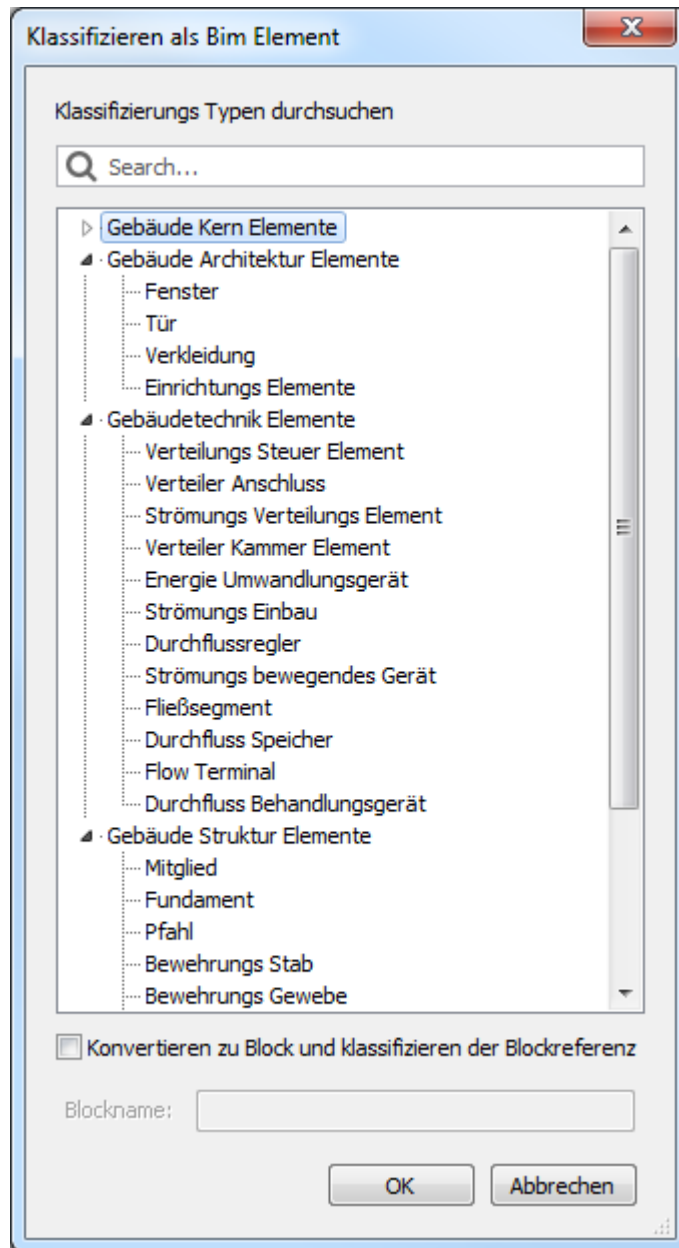 Klassifizieren als Bim Element
Klassifizierungs Typen durchsuchen
Search...
Gebäude Kern Elemente
Gebäude Architektur Elemente
Fenster
Tür
Verkleidung
Einrichtungs Elemente
Gebäudetechnik Elemente
Verteilungs Steuer Element
Verteiler Anschluss
Strömungs Verteilungs Element
Verteiler Kammer Element
Energie Umwandlungsgerät
Strömungs Einbau
Durchflussregler
Strömungs bewegendes Gerät
Fließsegment
Durchfluss Speicher
Flow Terminal
Durchfluss Behandlungsgerät
Gebäude Struktur Elemente
Mitglied
Fundament
Pfahl
Bewehrungs Stab
Bewehrungs Gewebe
Konvertieren zu Block und klassifizieren der Blockreferenz
Blockname:
OK Abbrechen